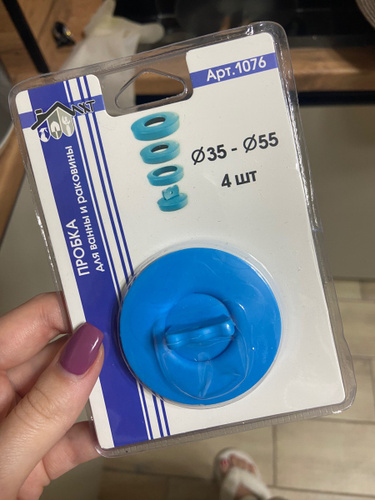 Арт.1076
ПРОБКА
для ванны и раковины
Ø35 - Ø55
4 шт